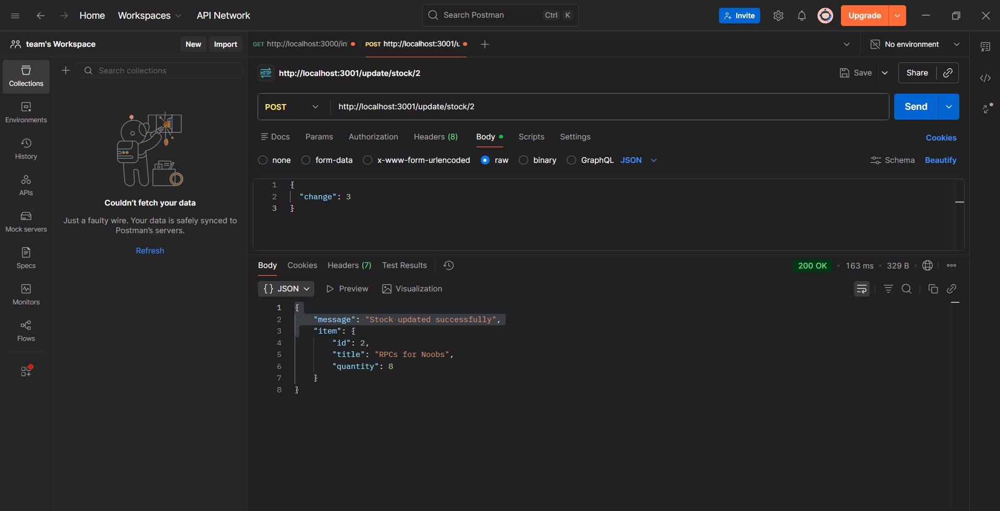 Home Workspaces API Network Search Postman Ctrl K Invite Upgrade
team's Workspace New Import GET http://localhost:3000/in POST http://localhost:3001/u No environment
Collections
Search collections
HTTP http://localhost:3001/update/stock/2 Save Share
POST http://localhost:3001/update/stock/2 Send
Environments
Docs Params Authorization Headers (8) Body Scripts Settings Cookies
History
none form-data x-www-form-urlencoded raw binary GraphQL JSON Schema Beautify
1 {
2 "change": 3
3 }
APIs
Couldn't fetch your data
Just a faulty wire. Your data is safely synced to
Postman's servers.
Refresh
Mock servers
Specs
Body Cookies Headers (7) Test Results 200 OK 163 ms 329 B
{} JSON Preview Visualization
Monitors
1 {
2 "message": "Stock updated successfully",
3 "item": {
4 "id": 2,
5 "title": "RPCs for Noobs",
6 "quantity": 8
7 }
8 }
Flows